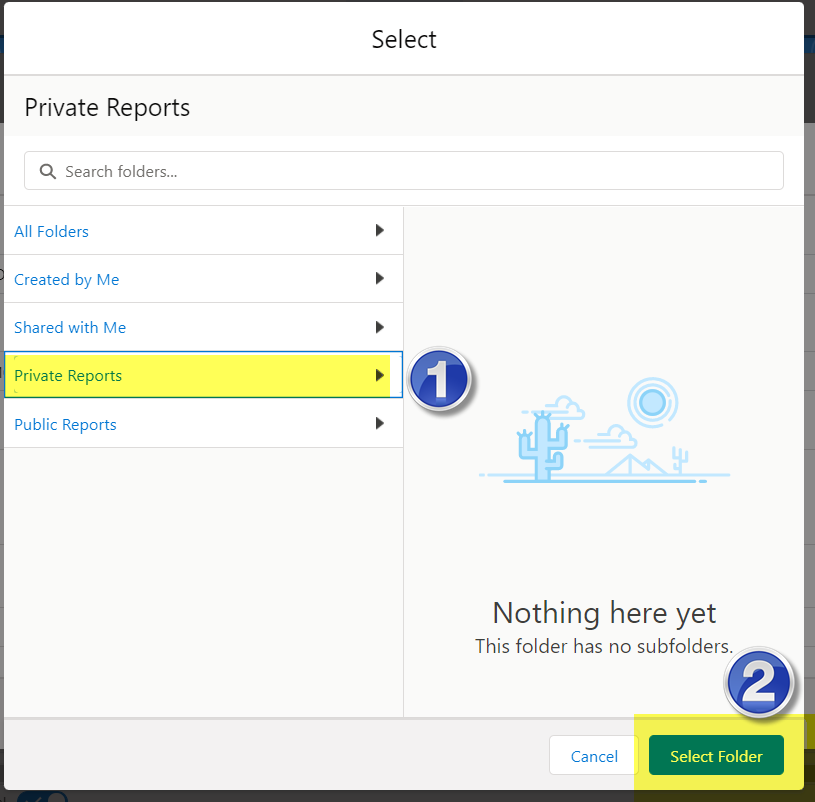 Select
Private Reports
Search folders...
All Folders
Created by Me
Shared with Me
Private Reports
1
Public Reports
Nothing here yet
This folder has no subfolders.
2
Cancel
Select Folder